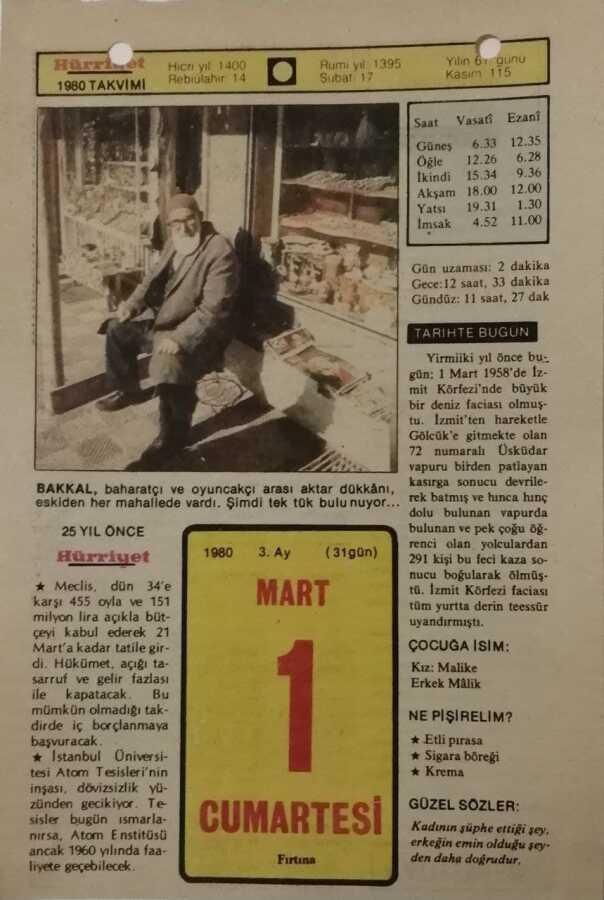 Hürriyet
1980 TAKVİMİ
Hicri yıl 1400
Rebiülahir 14
Rumi yıl 1395
Şubat 17
Yılın 61. günü
Kasım 115
Saat Vasatî Ezanî
Güneş 6.33 12.35
Öğle 12.26 6.28
İkindi 15.34 9.36
Akşam 18.00 12.00
Yatsı 19.31 1.30
İmsak 4.52 11.00
Gün uzaması: 2 dakika
Gece:12 saat, 33 dakika
Gündüz: 11 saat, 27 dak
BAKKAL, baharatçı ve oyuncakçı arası aktar dükkânı,
eskiden her mahallede vardı. Şimdi tek tük bulunuyor...
25 YIL ÖNCE
Hürriyet
★ Meclis, dün 34'e
karşı 455 oyla ve 151
milyon lira açıkla büt-
çeyi kabul ederek 21
Mart'a kadar tatile gir-
di. Hükümet, açığı ta-
sarruf ve gelir fazlası
ile kapatacak. Bu
mümkün olmadığı tak-
dirde iç borçlanmaya
başvuracak.
★ İstanbul Üniversi-
tesi Atom Tesisleri'nin
inşası, dövizsizlik yü-
zünden gecikiyor. Te-
sisler bugün ısmarla-
nırsa, Atom Enstitüsü
ancak 1960 yılında faa-
liyete geçebilecek.
1980 3. Ay (31gün)
MART
1
CUMARTESİ
Fırtına
TARİHTE BUGÜN
Yirmiiki yıl önce bu-
gün; 1 Mart 1958'de İz-
mit Körfezi'nde büyük
bir deniz faciası olmuş-
tu. İzmit'ten hareketle
Gölcük'e gitmekte olan
72 numaralı Üsküdar
vapuru birden patlayan
kasırga sonucu devrile-
rek batmış ve hınca hınç
dolu bulunan vapurda
bulunan ve pek çoğu öğ-
renci olan yolculardan
291 kişi bu feci kaza so-
nucu boğularak ölmüş-
tü. İzmit Körfezi faciası
tüm yurtta derin teessür
uyandırmıştı.
ÇOCUĞA İSİM:
Kız: Malike
Erkek Mâlik
NE PİŞİRELİM?
★ Etli pırasa
★ Sigara böreği
★ Krema
GÜZEL SÖZLER:
Kadının şüphe ettiği şey,
erkeğin emin olduğu şey-
den daha doğrudur.